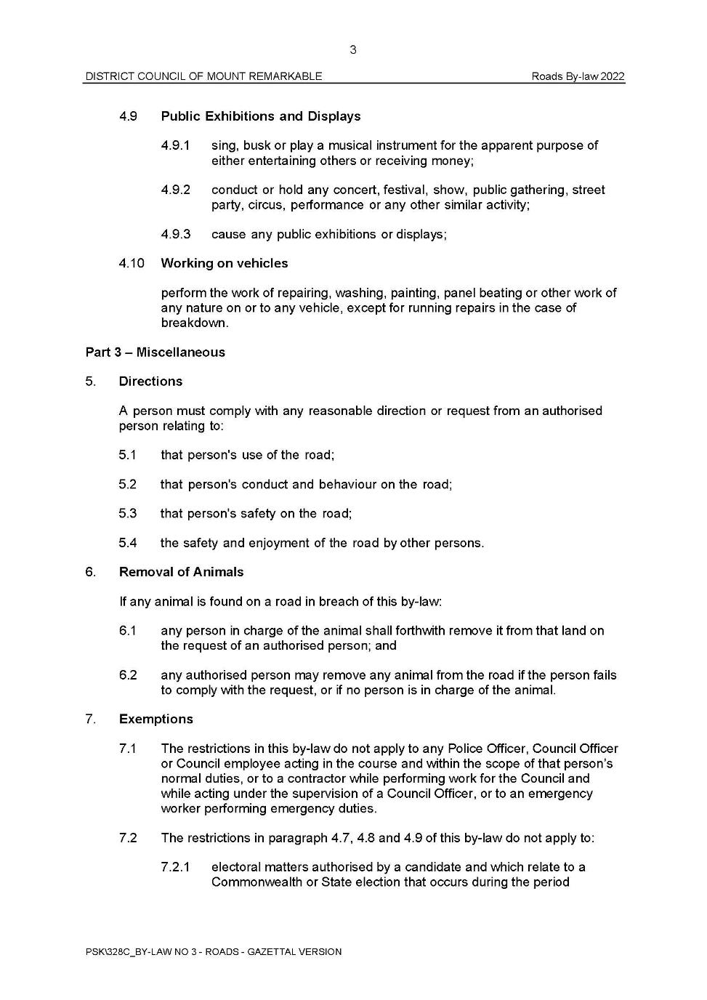 3
DISTRICT COUNCIL OF MOUNT REMARKABLE Roads By-law 2022
4.9 Public Exhibitions and Displays
4.9.1 sing, busk or play a musical instrument for the apparent purpose of
either entertaining others or receiving money;
4.9.2 conduct or hold any concert, festival, show, public gathering, street
party, circus, performance or any other similar activity;
4.9.3 cause any public exhibitions or displays;
4.10 Working on vehicles
perform the work of repairing, washing, painting, panel beating or other work of
any nature on or to any vehicle, except for running repairs in the case of
breakdown.
Part 3 – Miscellaneous
5. Directions
A person must comply with any reasonable direction or request from an authorised
person relating to:
5.1 that person's use of the road;
5.2 that person's conduct and behaviour on the road;
5.3 that person's safety on the road;
5.4 the safety and enjoyment of the road by other persons.
6. Removal of Animals
If any animal is found on a road in breach of this by-law:
6.1 any person in charge of the animal shall forthwith remove it from that land on
the request of an authorised person; and
6.2 any authorised person may remove any animal from the road if the person fails
to comply with the request, or if no person is in charge of the animal.
7. Exemptions
7.1 The restrictions in this by-law do not apply to any Police Officer, Council Officer
or Council employee acting in the course and within the scope of that person’s
normal duties, or to a contractor while performing work for the Council and
while acting under the supervision of a Council Officer, or to an emergency
worker performing emergency duties.
7.2 The restrictions in paragraph 4.7, 4.8 and 4.9 of this by-law do not apply to:
7.2.1 electoral matters authorised by a candidate and which relate to a
Commonwealth or State election that occurs during the period
PSK\328C_BY-LAW NO 3 - ROADS - GAZETTAL VERSION